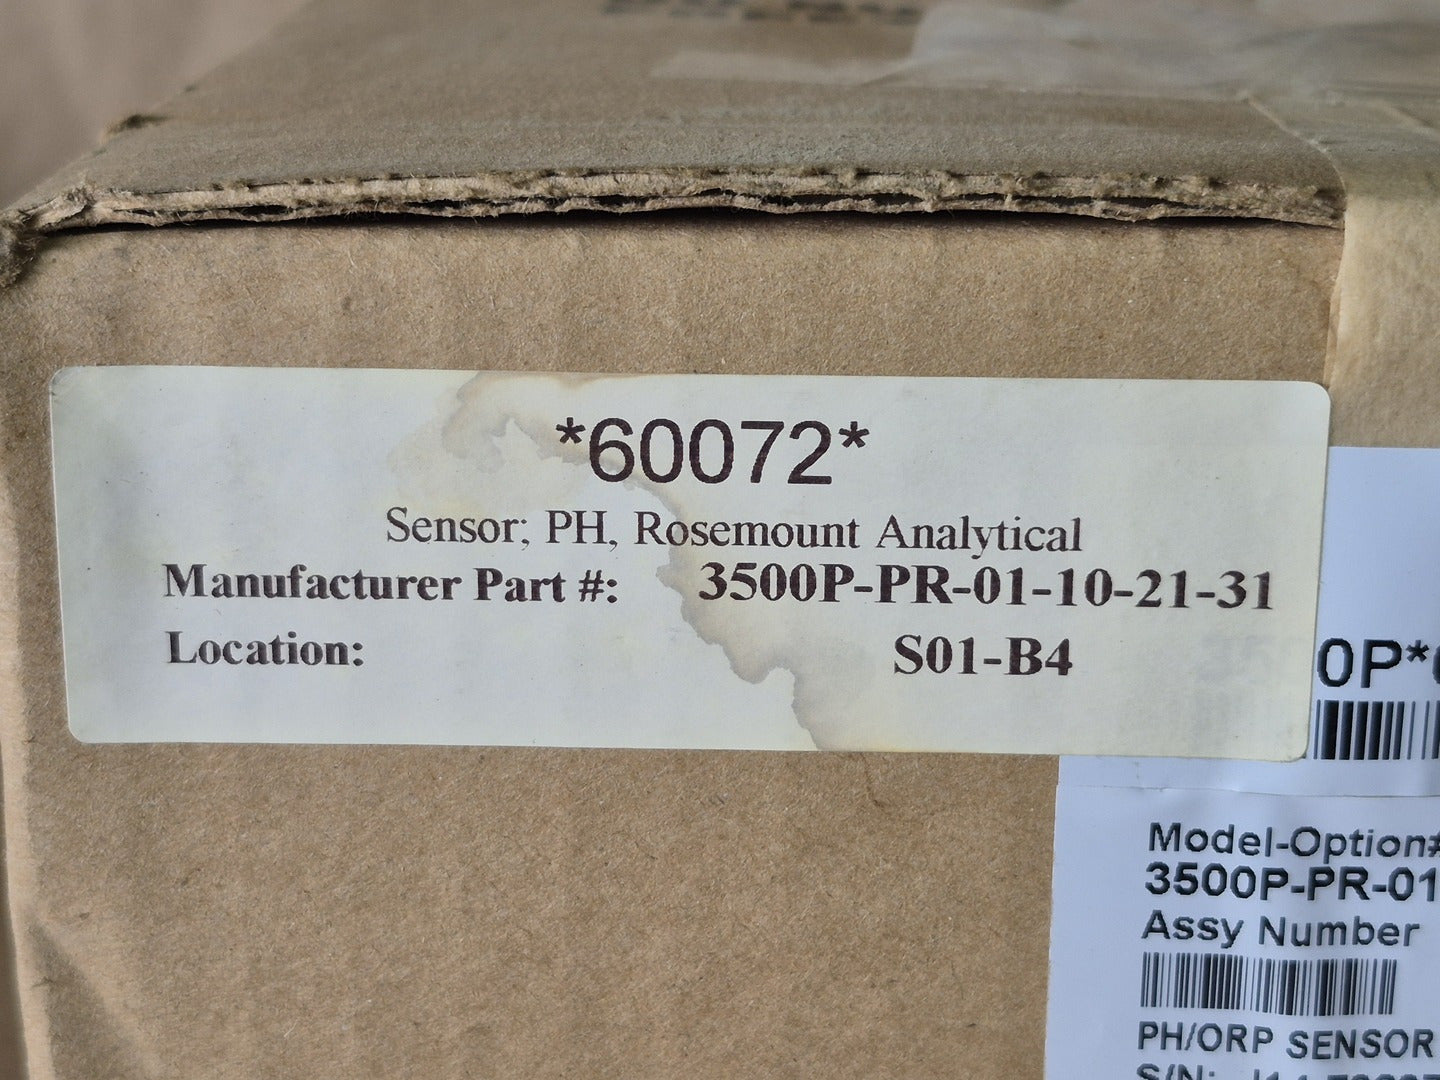 *60072*
Sensor; PH, Rosemount Analytical
Manufacturer Part #: 3500P-PR-01-10-21-31
Location: S01-B4
0P*
Model-Option#
3500P-PR-01
Assy Number
PH/ORP SENSOR
S/N: